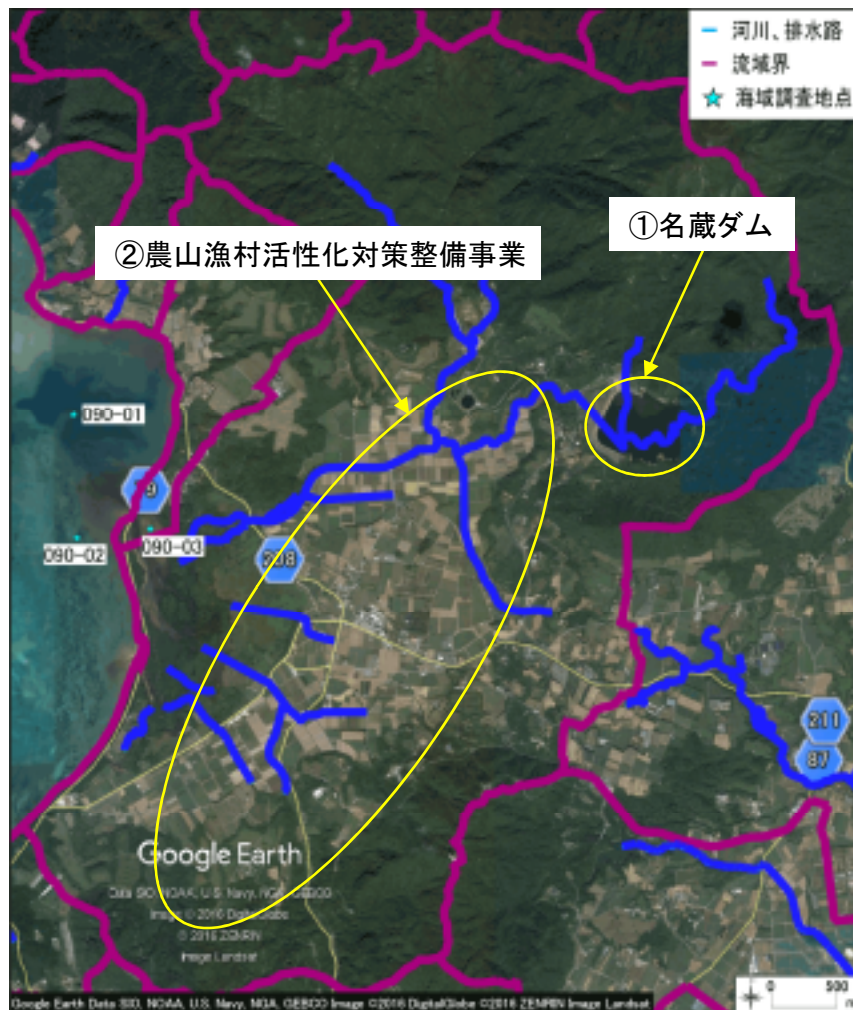 河川、排水路
流域界
海域調査地点
①名蔵ダム
②農山漁村活性化対策整備事業
090-01
79
090-02
090-03
208
211
87
Google Earth
Data SIO, NOAA, U.S. Navy, NGA, GEBCO
Image © 2016 DigitalGlobe
© 2016 ZENRIN
Image Landsat
0 500
Google Earth Data SIO, NOAA, U.S. Navy, NGA, GEBCO Image ©2016 DigitalGlobe ©2016 ZENRIN Image Landsat